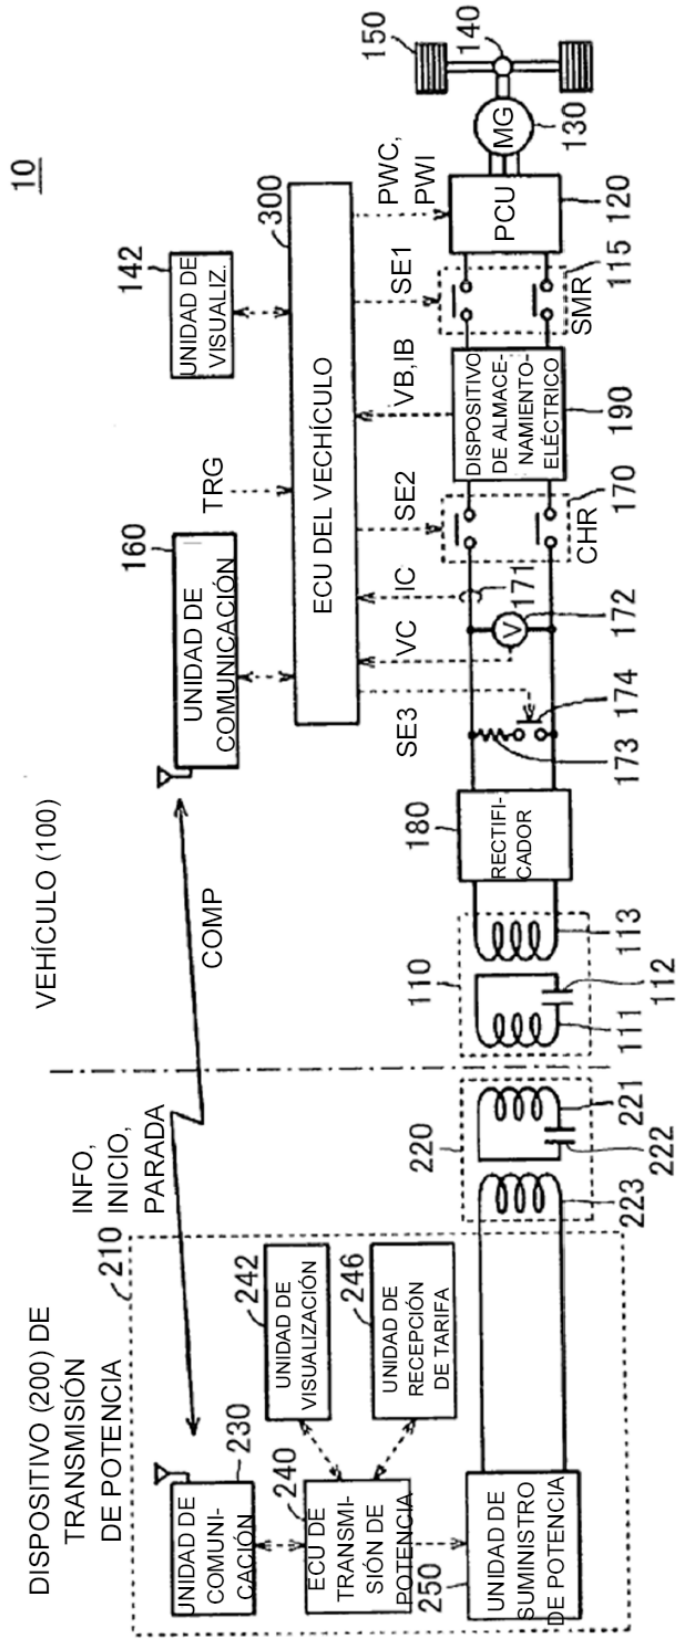 10
DISPOSITIVO (200) DE
TRANSMISIÓN
DE POTENCIA
VEHÍCULO (100)
210
INFO,
INICIO,
PARADA
COMP
UNIDAD DE
COMUNI-
CACIÓN
230
UNIDAD DE
VISUALIZACIÓN
242
ECU DE
TRANSMI-
SIÓN DE
POTENCIA
240
UNIDAD DE
RECEPCIÓN
DE TARIFA
246
UNIDAD DE
SUMINISTRO
DE POTENCIA
250
220
223
222
221
110
111
112
113
UNIDAD DE
COMUNICACIÓN
160
TRG
UNIDAD DE
VISUALIZ.
142
ECU DEL VECHÍCULO
300
SE3
VC
IC
SE2
VB,IB
SE1
PWC,
PWI
RECTIFI-
CADOR
180
173
174
V
172
171
CHR
170
DISPOSITIVO
DE ALMACE-
NAMIENTO-
ELÉCTRICO
190
SMR
115
PCU
120
MG
130
140
150